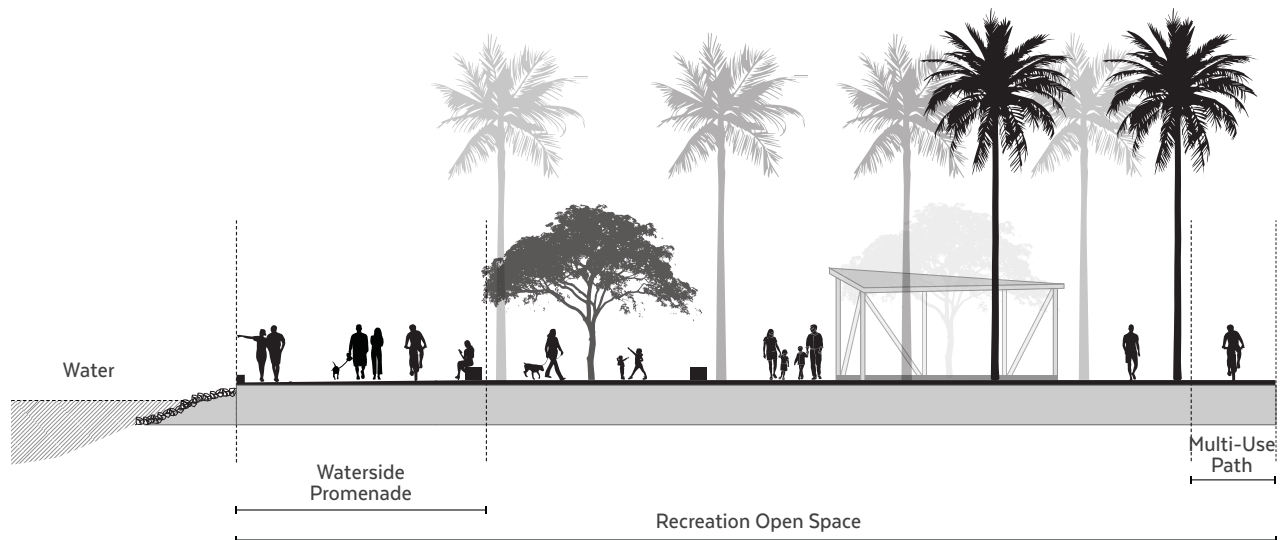 Water
Waterside
Promenade
Multi-Use
Path
Recreation Open Space